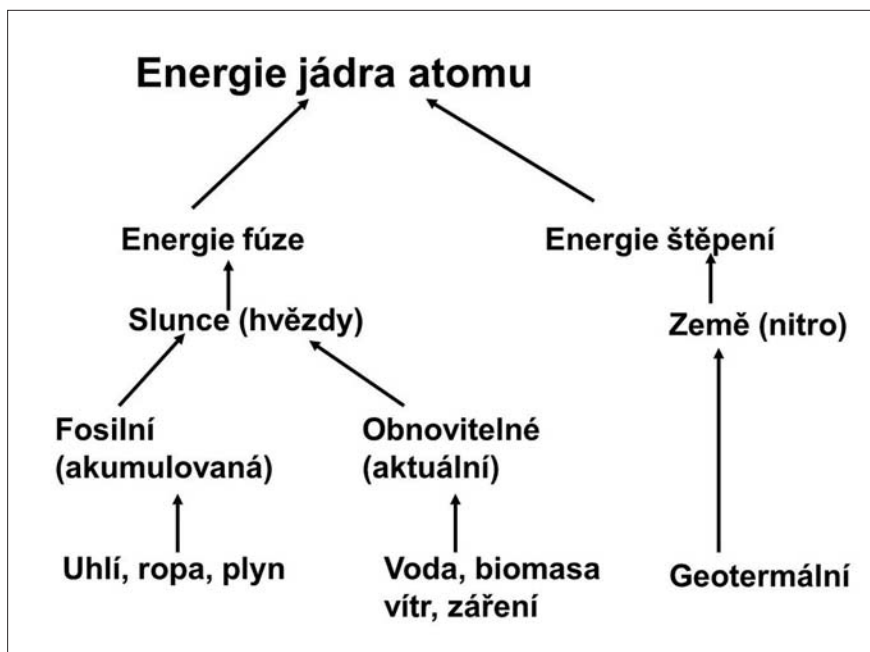 Energie jádra atomu
Energie fúze
Energie štěpení
Slunce (hvězdy)
Země (nitro)
Fosilní
(akumulovaná)
Obnovitelné
(aktuální)
Uhlí, ropa, plyn
Voda, biomasa
vítr, záření
Geotermální